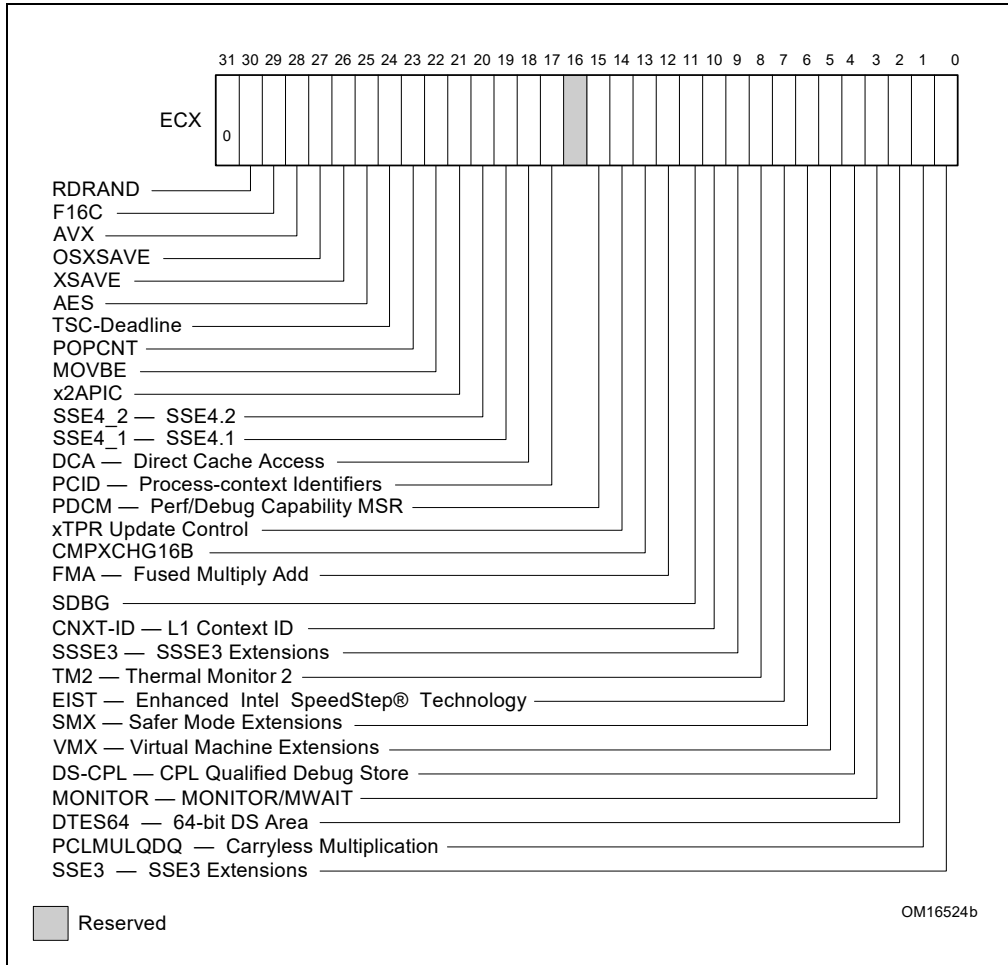 31 30 29 28 27 26 25 24 23 22 21 20 19 18 17 16 15 14 13 12 11 10 9 8 7 6 5 4 3 2 1 0
ECX
0
RDRAND
F16C
AVX
OSXSAVE
XSAVE
AES
TSC-Deadline
POPCNT
MOVBE
x2APIC
SSE4_2 — SSE4.2
SSE4_1 — SSE4.1
DCA — Direct Cache Access
PCID — Process-context Identifiers
PDCM — Perf/Debug Capability MSR
xTPR Update Control
CMPXCHG16B
FMA — Fused Multiply Add
SDBG
CNXT-ID — L1 Context ID
SSSE3 — SSSE3 Extensions
TM2 — Thermal Monitor 2
EIST — Enhanced Intel SpeedStep® Technology
SMX — Safer Mode Extensions
VMX — Virtual Machine Extensions
DS-CPL — CPL Qualified Debug Store
MONITOR — MONITOR/MWAIT
DTES64 — 64-bit DS Area
PCLMULQDQ — Carryless Multiplication
SSE3 — SSE3 Extensions
OM16524b
Reserved